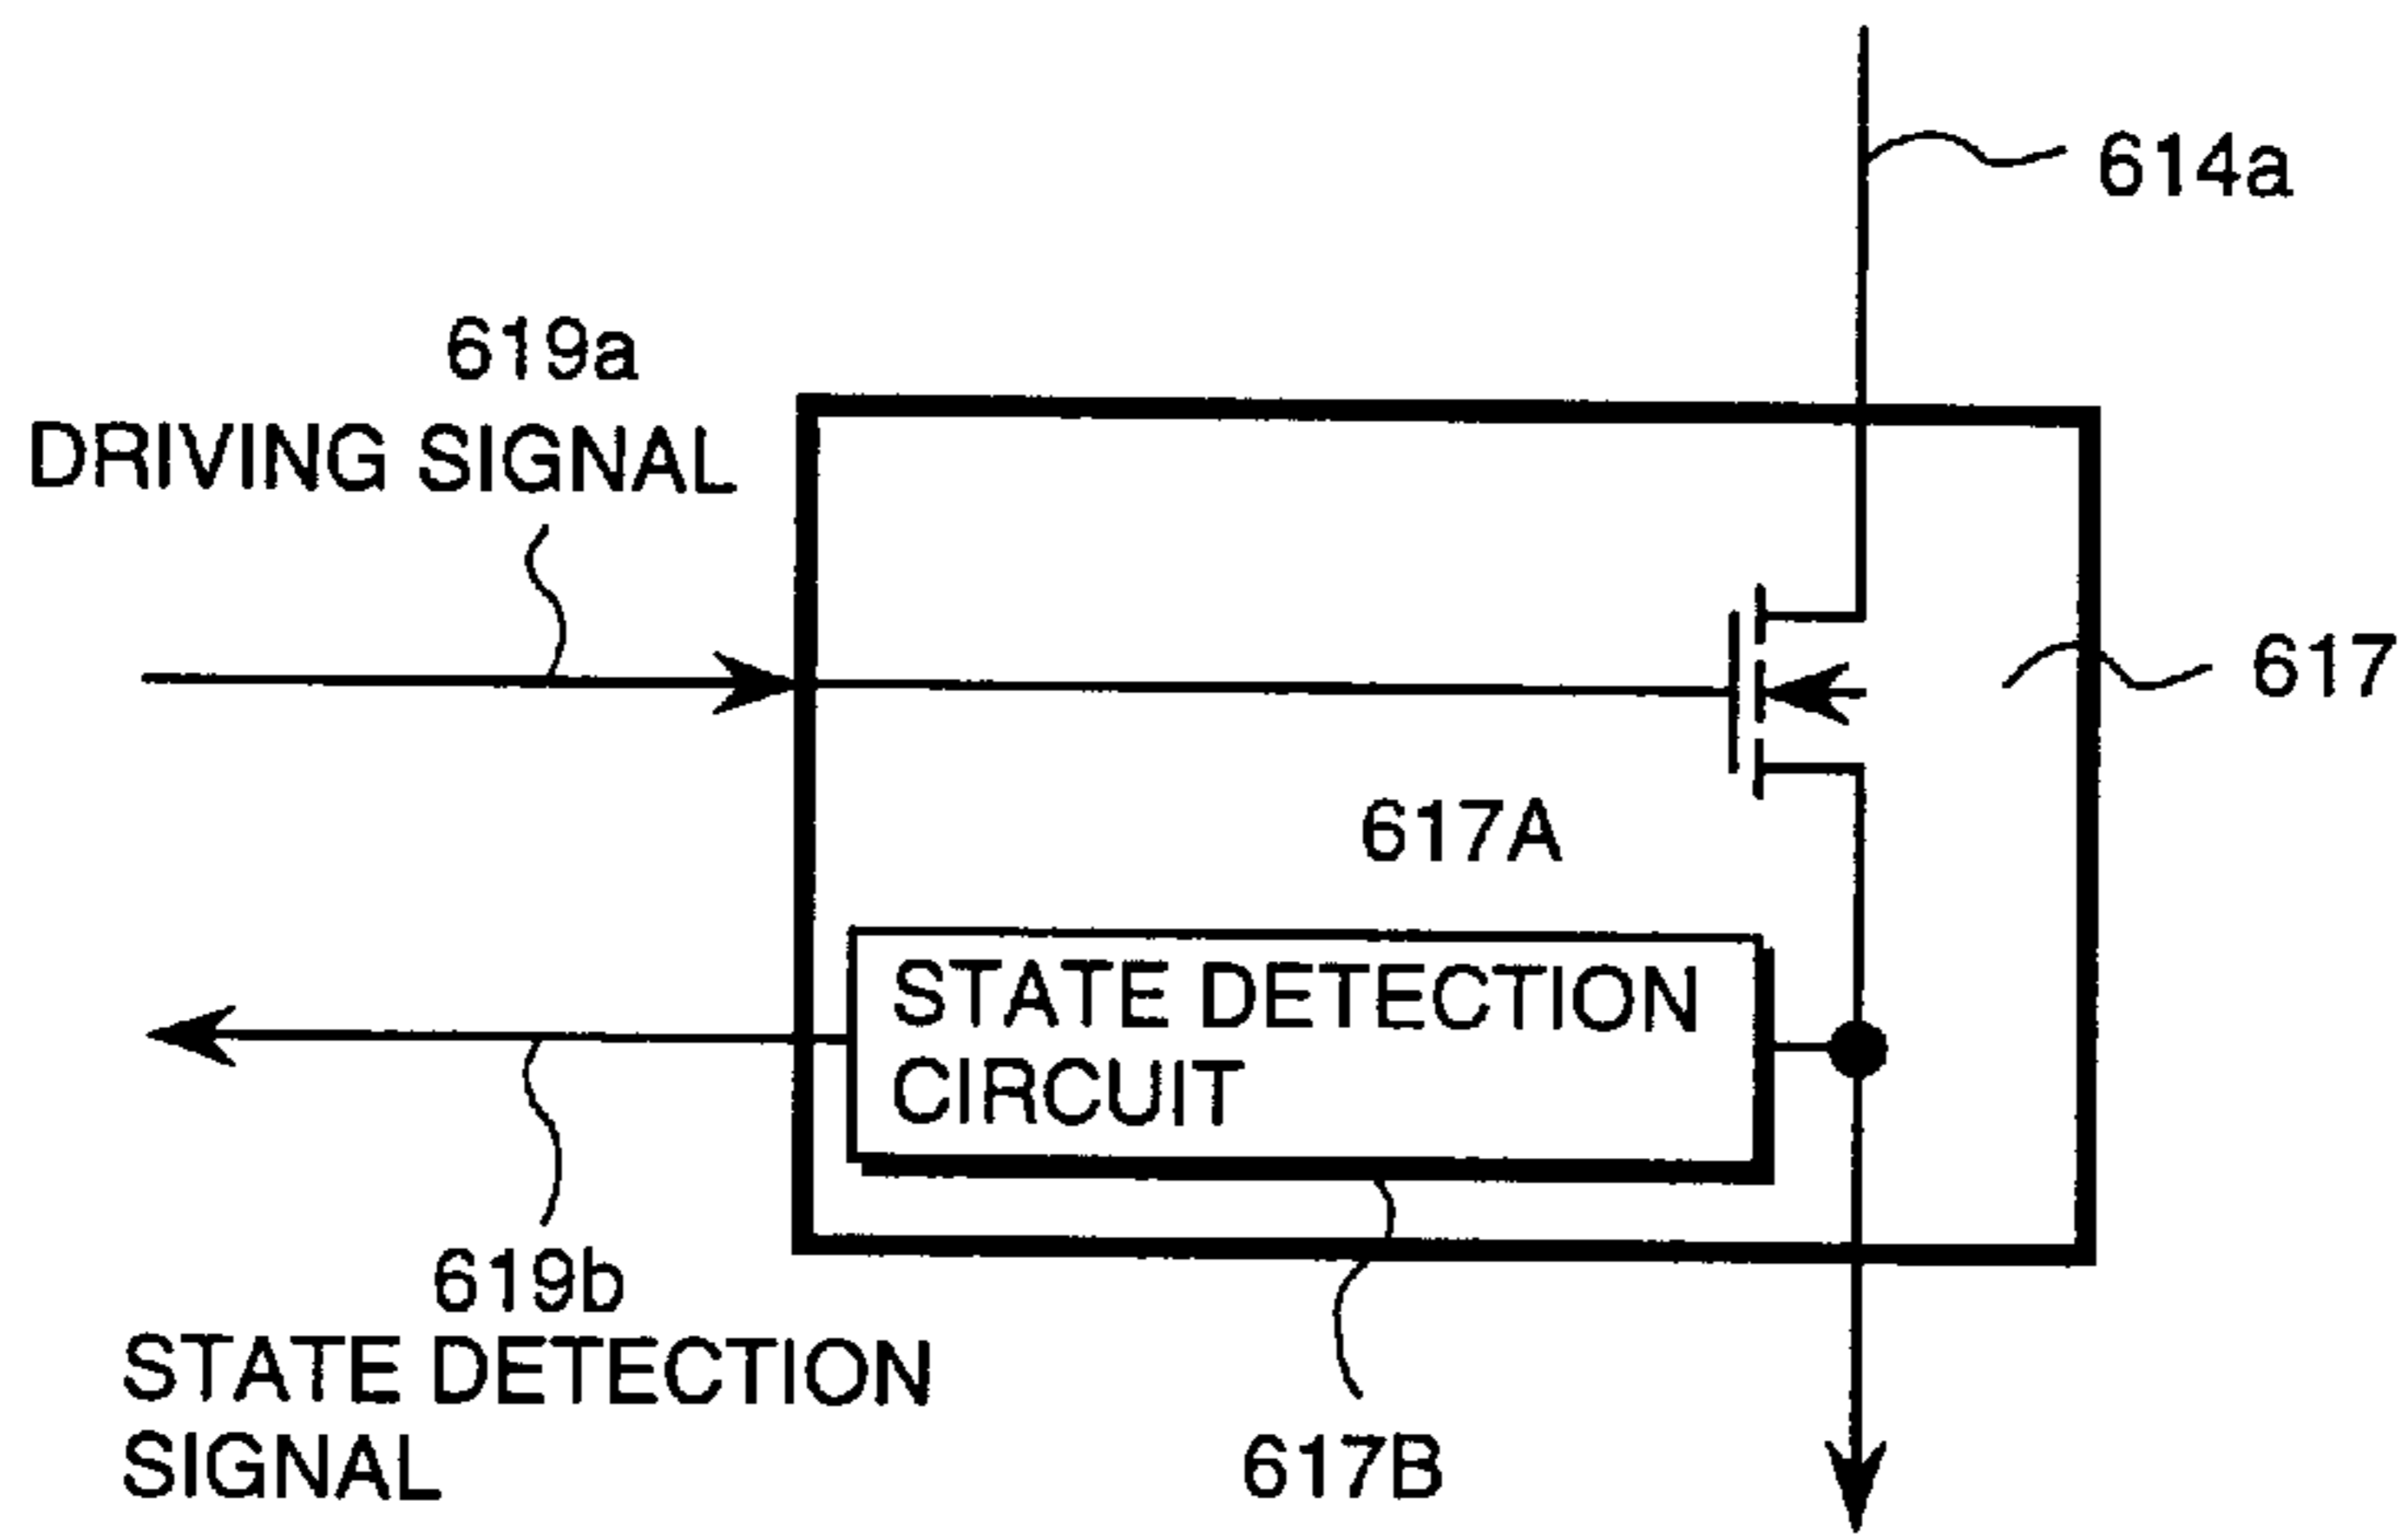 614a
619a
DRIVING SIGNAL
617
617A
STATE DETECTION
CIRCUIT
619b
STATE DETECTION
SIGNAL
617B